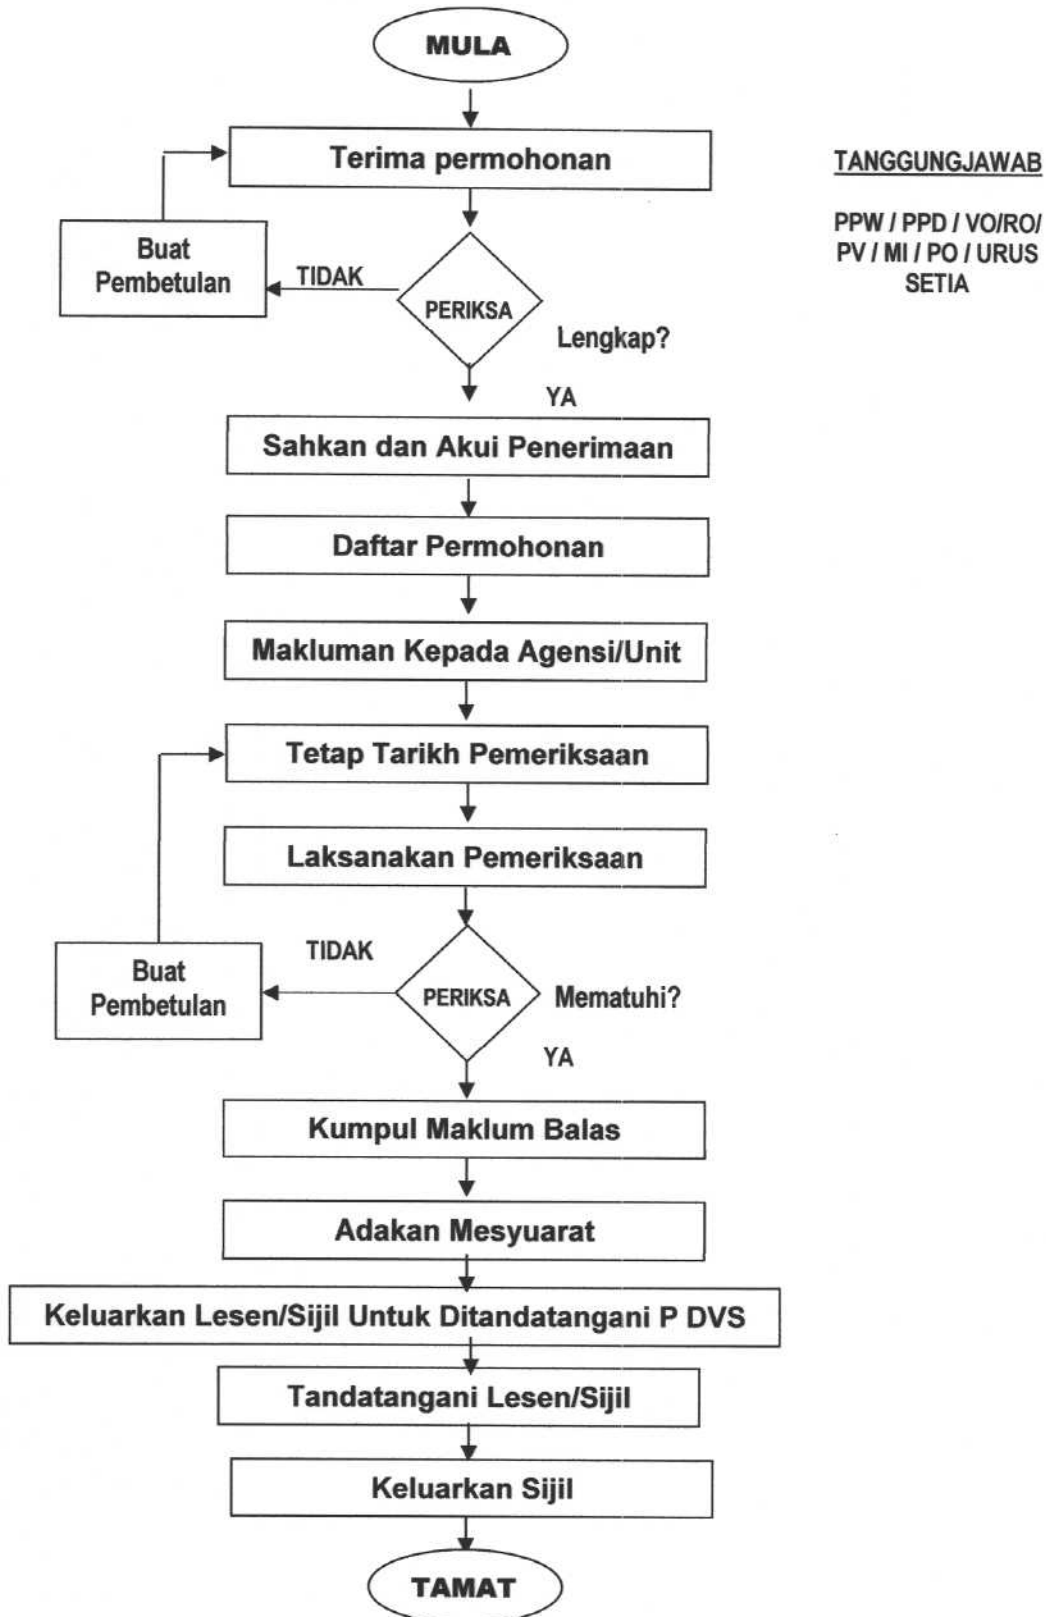 MULA
Terima permohonan
TANGGUNGJAWAB
PPW / PPD / VO/RO/
PV / MI / PO / URUS
SETIA
Buat
Pembetulan
TIDAK
PERIKSA
Lengkap?
YA
Sahkan dan Akui Penerimaan
Daftar Permohonan
Makluman Kepada Agensi/Unit
Tetap Tarikh Pemeriksaan
Laksanakan Pemeriksaan
Buat
Pembetulan
TIDAK
PERIKSA
Mematuhi?
YA
Kumpul Maklum Balas
Adakan Mesyuarat
Keluarkan Lesen/Sijil Untuk Ditandatangani P DVS
Tandatangani Lesen/Sijil
Keluarkan Sijil
TAMAT